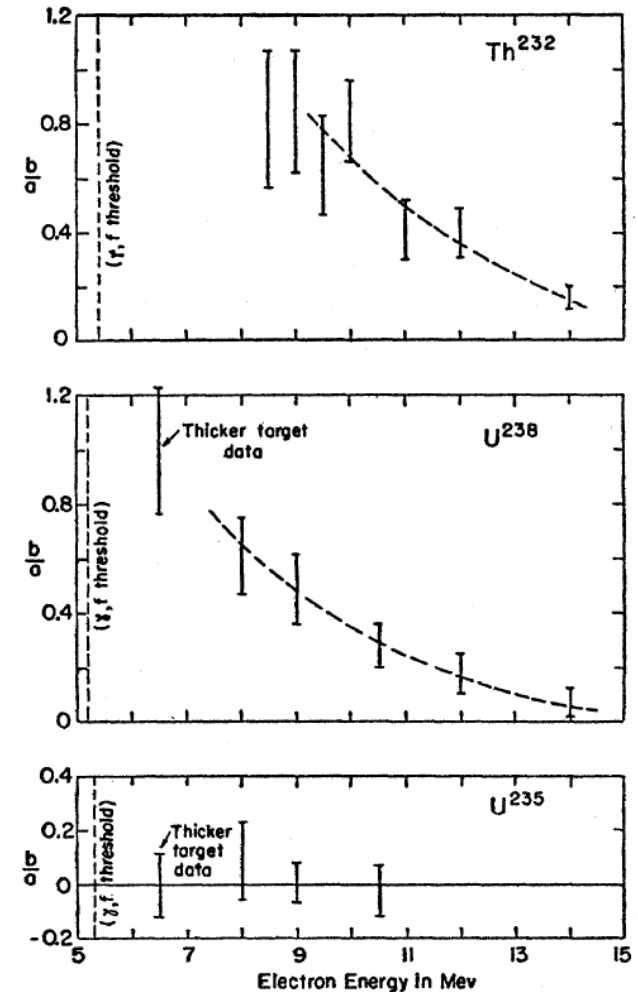 1.2
Th²³²
0.8
b/a
0.4
(γ,f threshold)
0
1.2
Thicker target
data
U²³⁸
0.8
b/a
0.4
(γ,f threshold)
0
0.4
U²³⁵
0.2
Thicker
target
data
b/a
0
(γ,f threshold)
-0.2
5 7 9 11 13 15
Electron Energy in Mev